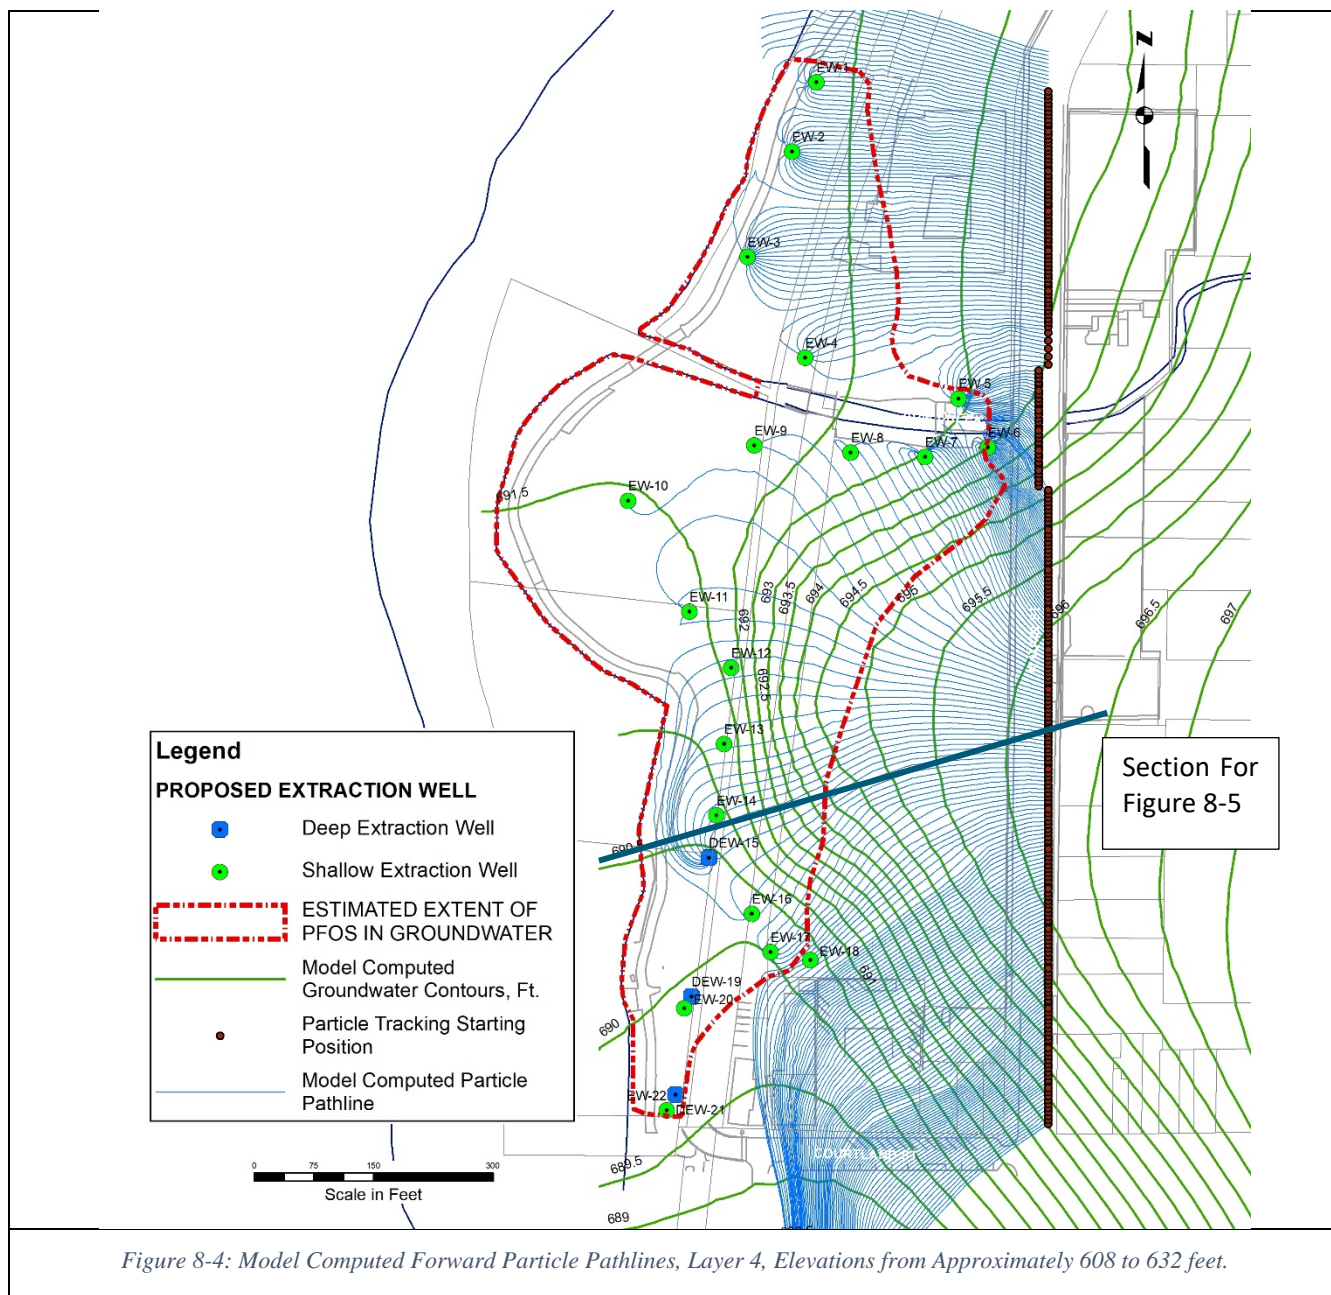 N
EW-1
EW-2
EW-3
EW-4
EW-5
EW-6
EW-9
EW-8
EW-7
EW-10
691.5
EW-11
693
693.5
694
694.5
695
695.5
696
696.5
697
692
EW-12
692.5
EW-13
EW-14
690.5
DEW-15
EW-16
EW-17
EW-18
691
DEW-19
EW-20
690
EW-22
DEW-21
COURTLAND ST
689.5
689
Section For
Figure 8-5
Legend
PROPOSED EXTRACTION WELL
Deep Extraction Well
Shallow Extraction Well
ESTIMATED EXTENT OF
PFOS IN GROUNDWATER
Model Computed
Groundwater Contours, Ft.
Particle Tracking Starting
Position
Model Computed Particle
Pathline
0 75 150 300
Scale in Feet
Figure 8-4: Model Computed Forward Particle Pathlines, Layer 4, Elevations from Approximately 608 to 632 feet.